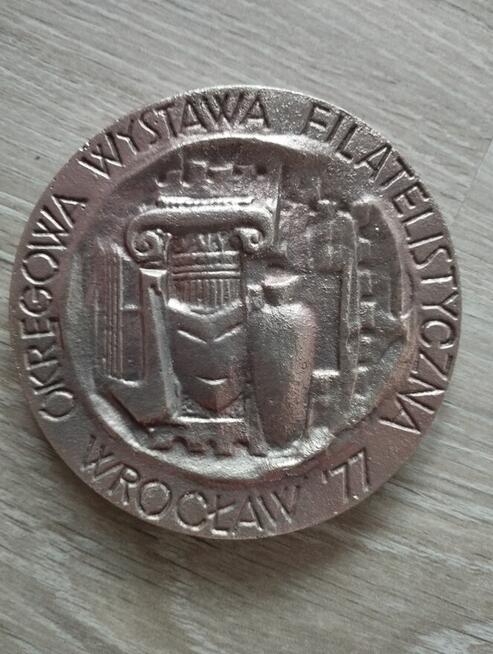 OKRĘGOWA WYSTAWA FILATELISTYCZNA
WROCŁAW '77